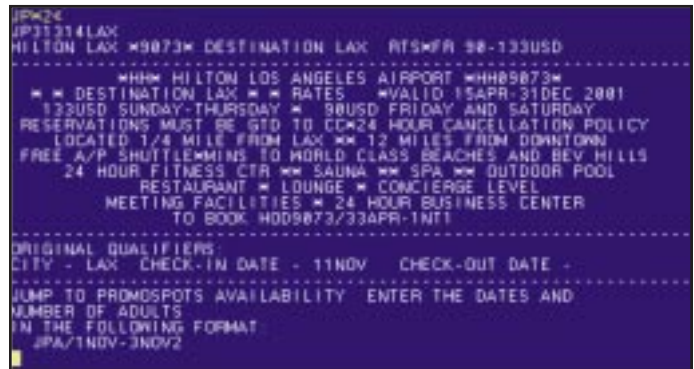 JP*2<
JP31314LAX
HILTON LAX *9073* DESTINATION LAX RTS*FR 90-133USD
*HH* HILTON LOS ANGELES AIRPORT *HH09073*
* * DESTINATION LAX * * RATES *VALID 15APR-31DEC 2001
133USD SUNDAY-THURSDAY * 90USD FRIDAY AND SATURDAY
RESERVATIONS MUST BE GTD TO CC*24 HOUR CANCELLATION POLICY
LOCATED 1/4 MILE FROM LAX ** 12 MILES FROM DOWNTOWN
FREE A/P SHUTTLE*MINS TO WORLD CLASS BEACHES AND BEV HILLS
24 HOUR FITNESS CTR ** SAUNA ** SPA ** OUTDOOR POOL
RESTAURANT * LOUNGE * CONCIERGE LEVEL
MEETING FACILITIES * 24 HOUR BUSINESS CENTER
TO BOOK HOD9073/33APR-1NT1
ORIGINAL QUALIFIERS:
CITY - LAX CHECK-IN DATE - 11NOV CHECK-OUT DATE -
JUMP TO PROMOSPOTS AVAILABILITY ENTER THE DATES AND
NUMBER OF ADULTS
IN THE FOLLOWING FORMAT:
JPA/1NOV-3NOV2